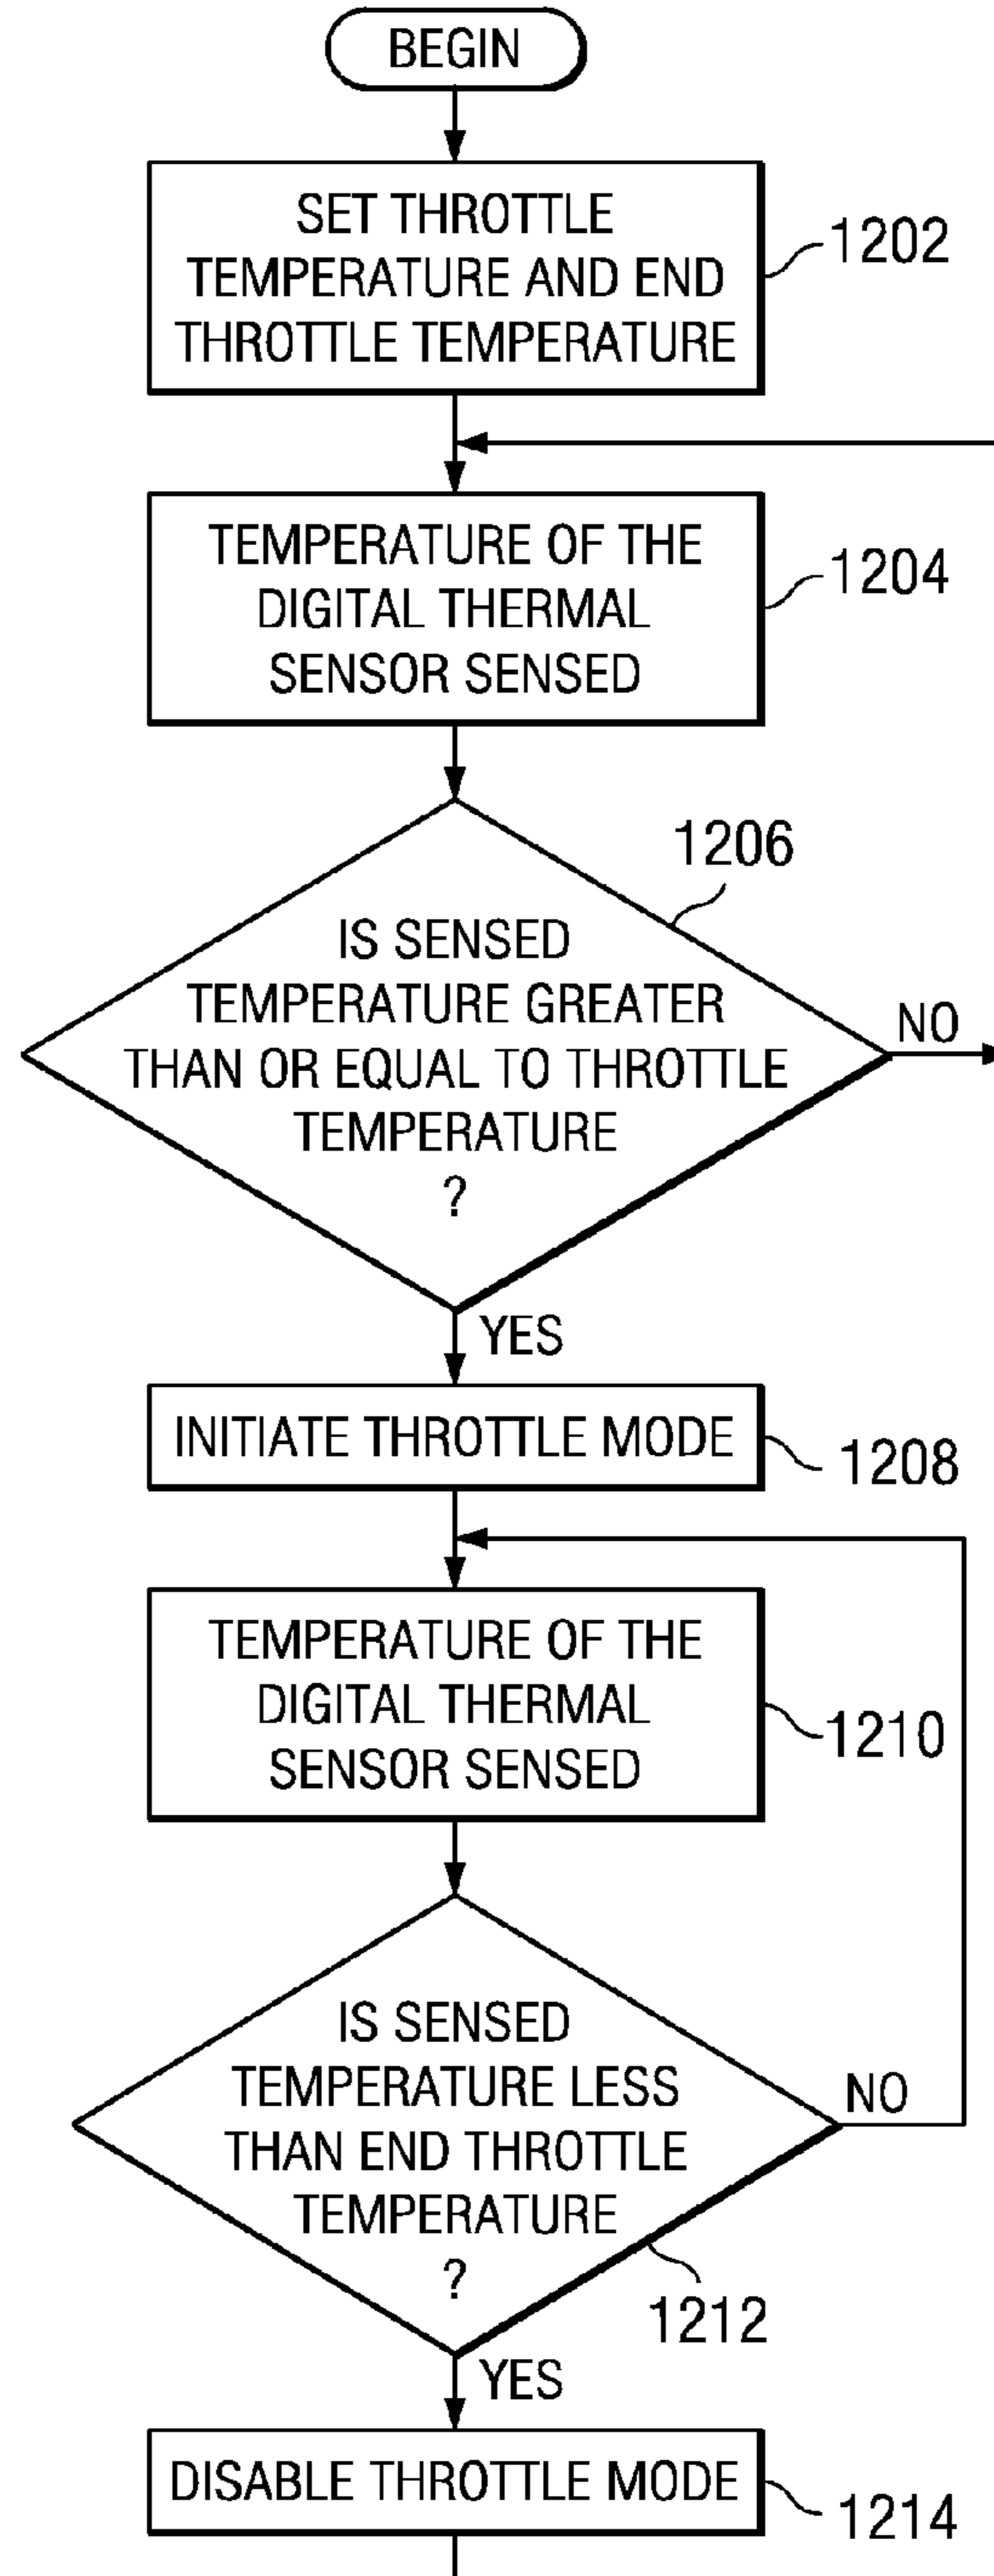 BEGIN
SET THROTTLE
TEMPERATURE AND END
THROTTLE TEMPERATURE
1202
TEMPERATURE OF THE
DIGITAL THERMAL
SENSOR SENSED
1204
1206
IS SENSED
TEMPERATURE GREATER
THAN OR EQUAL TO THROTTLE
TEMPERATURE
?
NO
YES
INITIATE THROTTLE MODE
1208
TEMPERATURE OF THE
DIGITAL THERMAL
SENSOR SENSED
1210
IS SENSED
TEMPERATURE LESS
THAN END THROTTLE
TEMPERATURE
?
NO
1212
YES
DISABLE THROTTLE MODE
1214